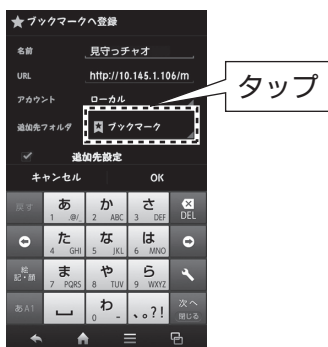 ★ブックマークへ登録
名前 見守っチャオ
URL http://10.145.1.106/m
アカウント ローカル
タップ
追加先フォルダ ブックマーク
追加先設定
キャンセル OK
戻す あ 1 .@/_ か 2 ABC さ 3 DEF DEL
た 4 GHI な 5 JKL は 6 MNO
絵記・顔 ま 7 PQRS や 8 TUV ら 9 WXYZ
あA1 わ 0 - 、。?! 次へ 閉じる